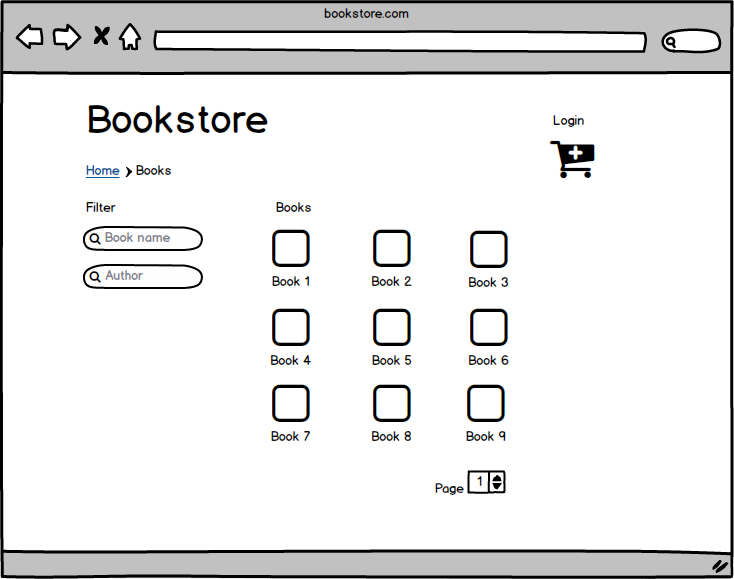 bookstore.com
Bookstore
Login
Home Books
Filter
Books
Book name
Author
Book 1 Book 2 Book 3
Book 4 Book 5 Book 6
Book 7 Book 8 Book 9
Page 1